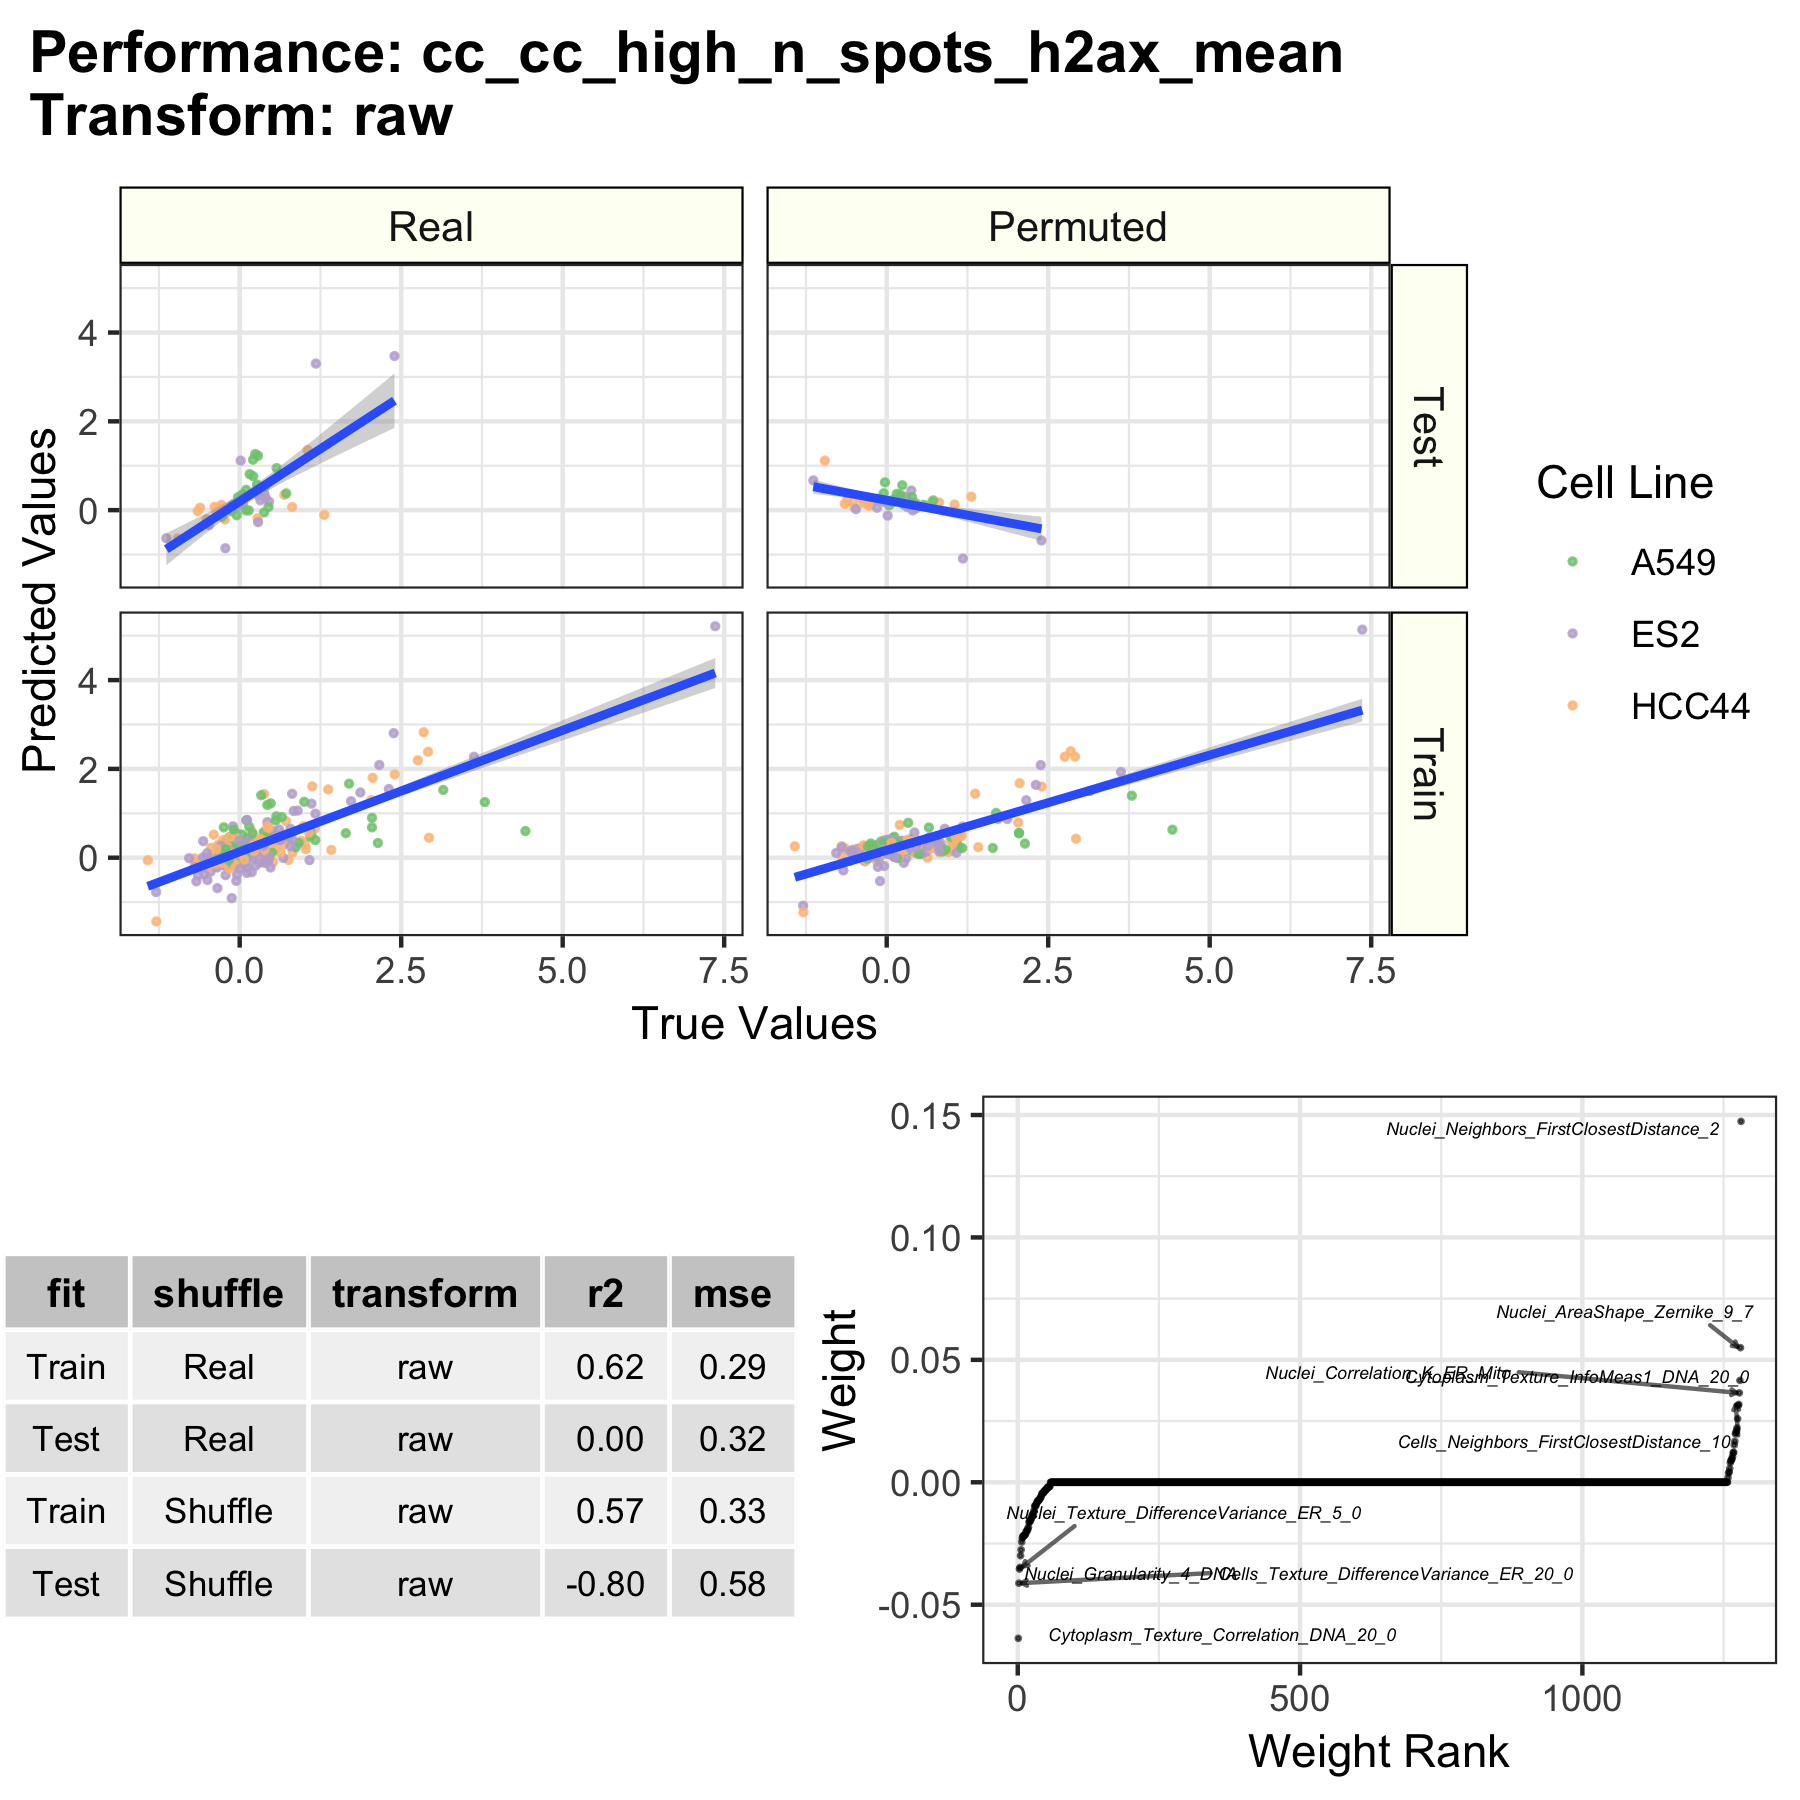 Performance: cc_cc_high_n_spots_h2ax_mean
Transform: raw
Real
Permuted
4
2
0
Test
4
2
0
Train
Predicted Values
0.0
2.5
5.0
7.5
0.0
2.5
5.0
7.5
True Values
Cell Line
A549
ES2
HCC44
fit shuffle transform r2 mse
Train Real raw 0.62 0.29
Test Real raw 0.00 0.32
Train Shuffle raw 0.57 0.33
Test Shuffle raw -0.80 0.58
Weight
0.15
0.10
0.05
0.00
-0.05
Nuclei_Neighbors_FirstClosestDistance_2
Nuclei_AreaShape_Zernike_9_7
Nuclei_Correlation_K_ER_Mito
Cytoplasm_Texture_InfoMeas1_DNA_20_0
Cells_Neighbors_FirstClosestDistance_10
Nuclei_Texture_DifferenceVariance_ER_5_0
Nuclei_Granularity_4_DNA
Cells_Texture_DifferenceVariance_ER_20_0
Cytoplasm_Texture_Correlation_DNA_20_0
0
500
1000
Weight Rank